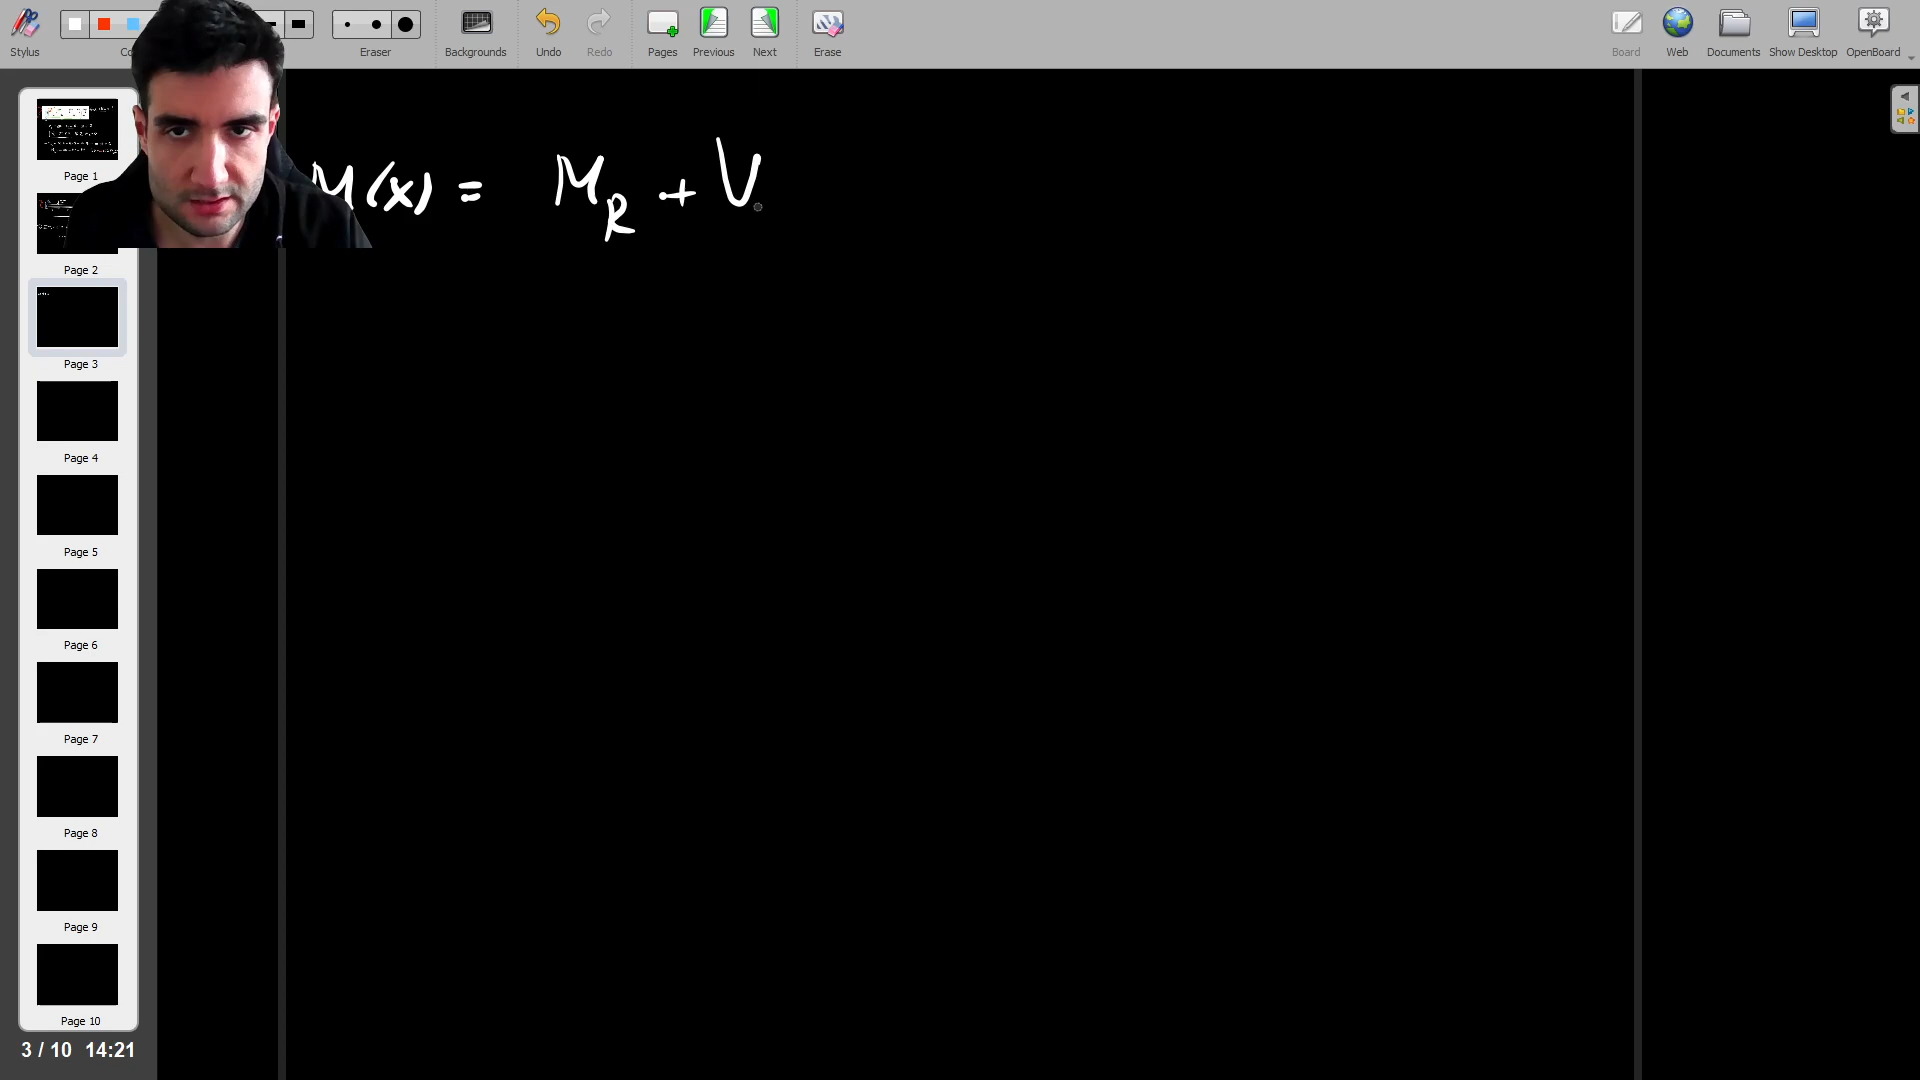 Stylus
Eraser
Backgrounds
Undo
Redo
Pages
Previous
Next
Erase
Board
Web
Documents
Show Desktop
OpenBoard
M(x) = M_R + V
Page 1
Page 2
Page 3
Page 4
Page 5
Page 6
Page 7
Page 8
Page 9
Page 10
3 / 10 14:21